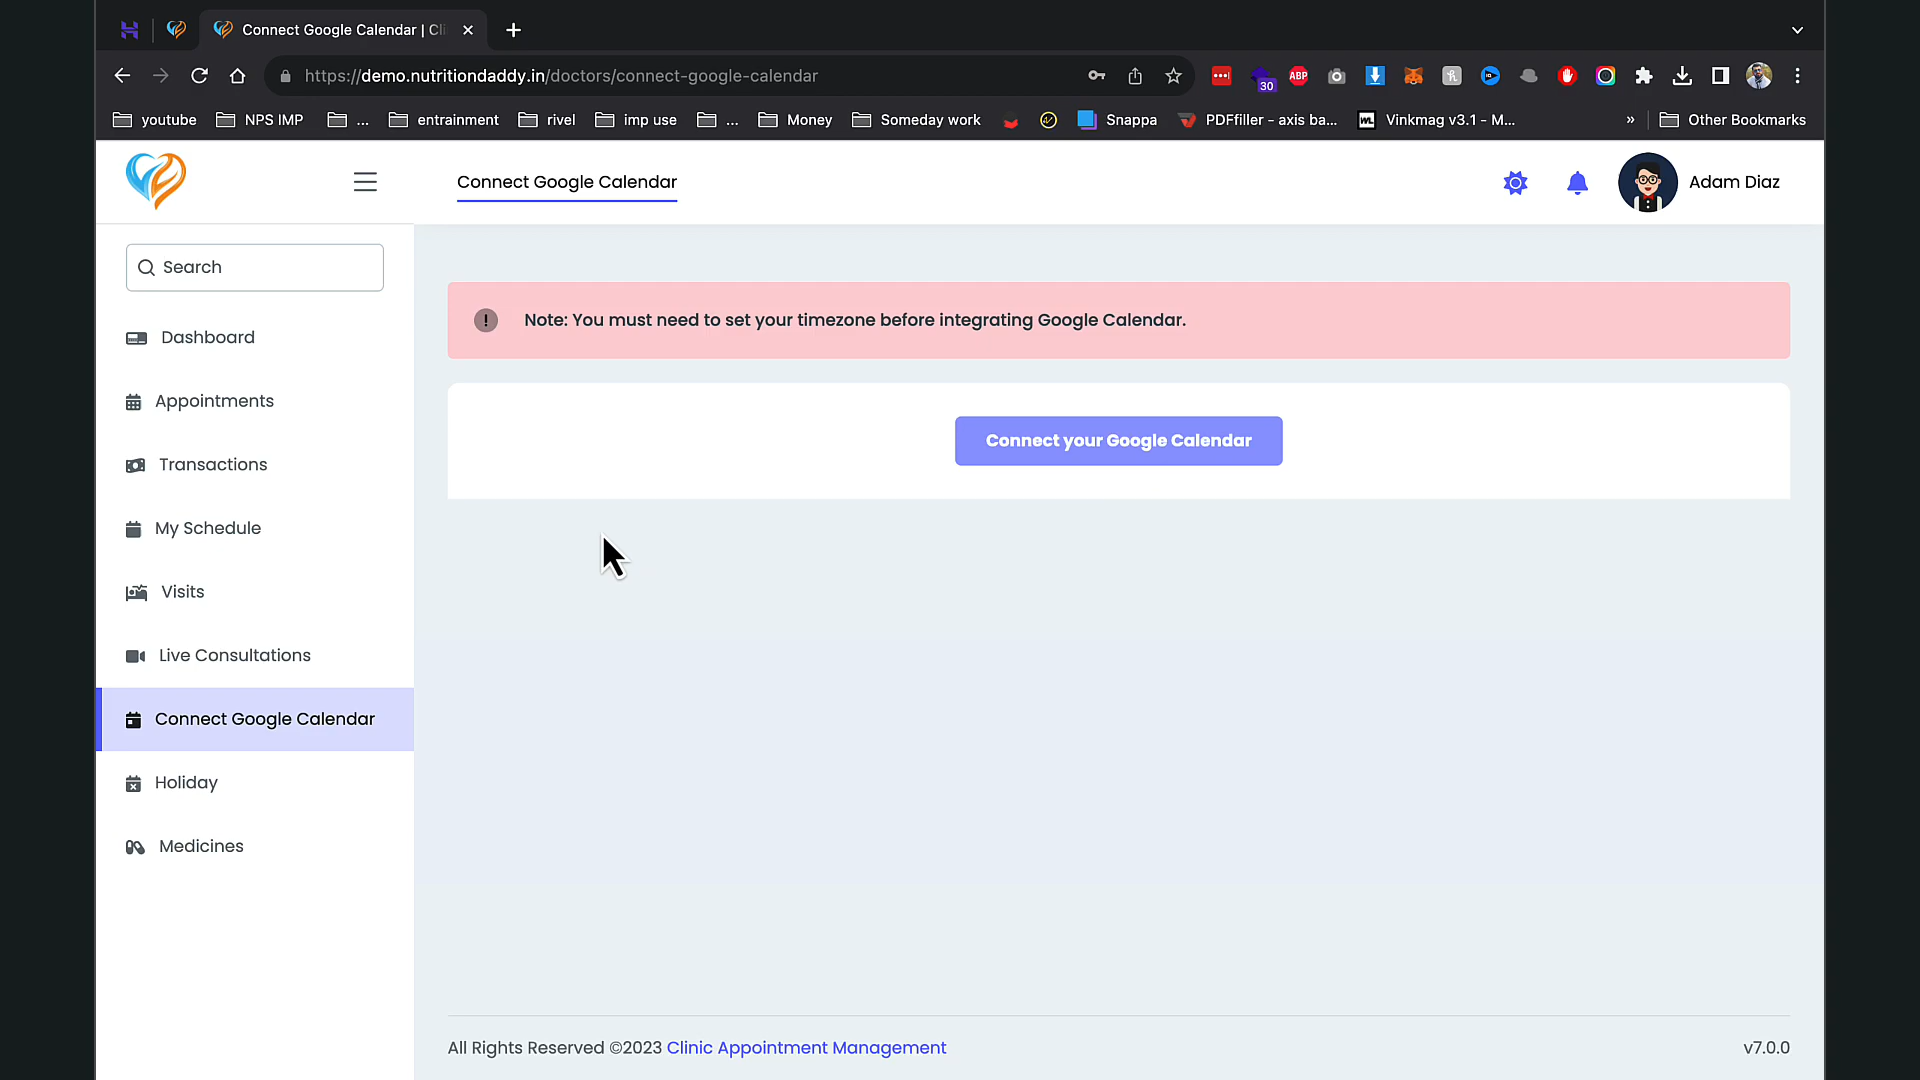 Connect Google Calendar | Cli
https://demo.nutritiondaddy.in/doctors/connect-google-calendar
30
ABP
youtube
NPS IMP
...
entrainment
rivel
imp use
...
Money
Someday work
Snappa
PDFfiller - axis ba...
WL
Vinkmag v3.1 - M...
»
Other Bookmarks
Connect Google Calendar
Adam Diaz
Search
Dashboard
Appointments
Transactions
My Schedule
Visits
Live Consultations
Connect Google Calendar
Holiday
Medicines
Note: You must need to set your timezone before integrating Google Calendar.
Connect your Google Calendar
All Rights Reserved ©2023 Clinic Appointment Management
v7.0.0